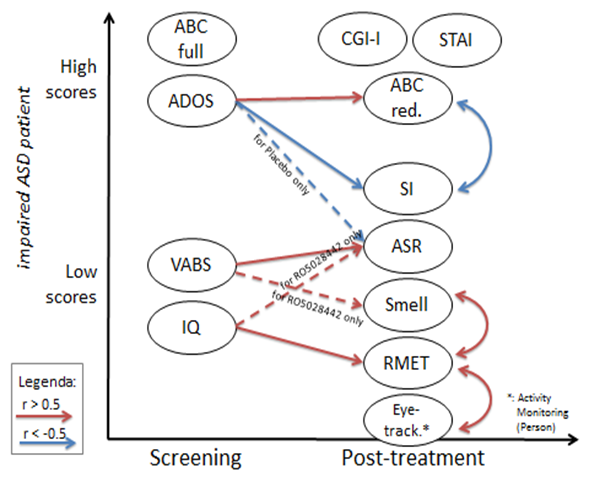 ABC
full
CGI-I
STAI
High
scores
ADOS
ABC
red.
for Placebo only
SI
impaired ASD patient
ASR
for RO5028442 only
VABS
Low
scores
for RO5028442 only
Smell
IQ
RMET
Legenda:
r > 0.5
r < -0.5
Eye-
track.*
*: Activity
Monitoring
(Person)
Screening
Post-treatment